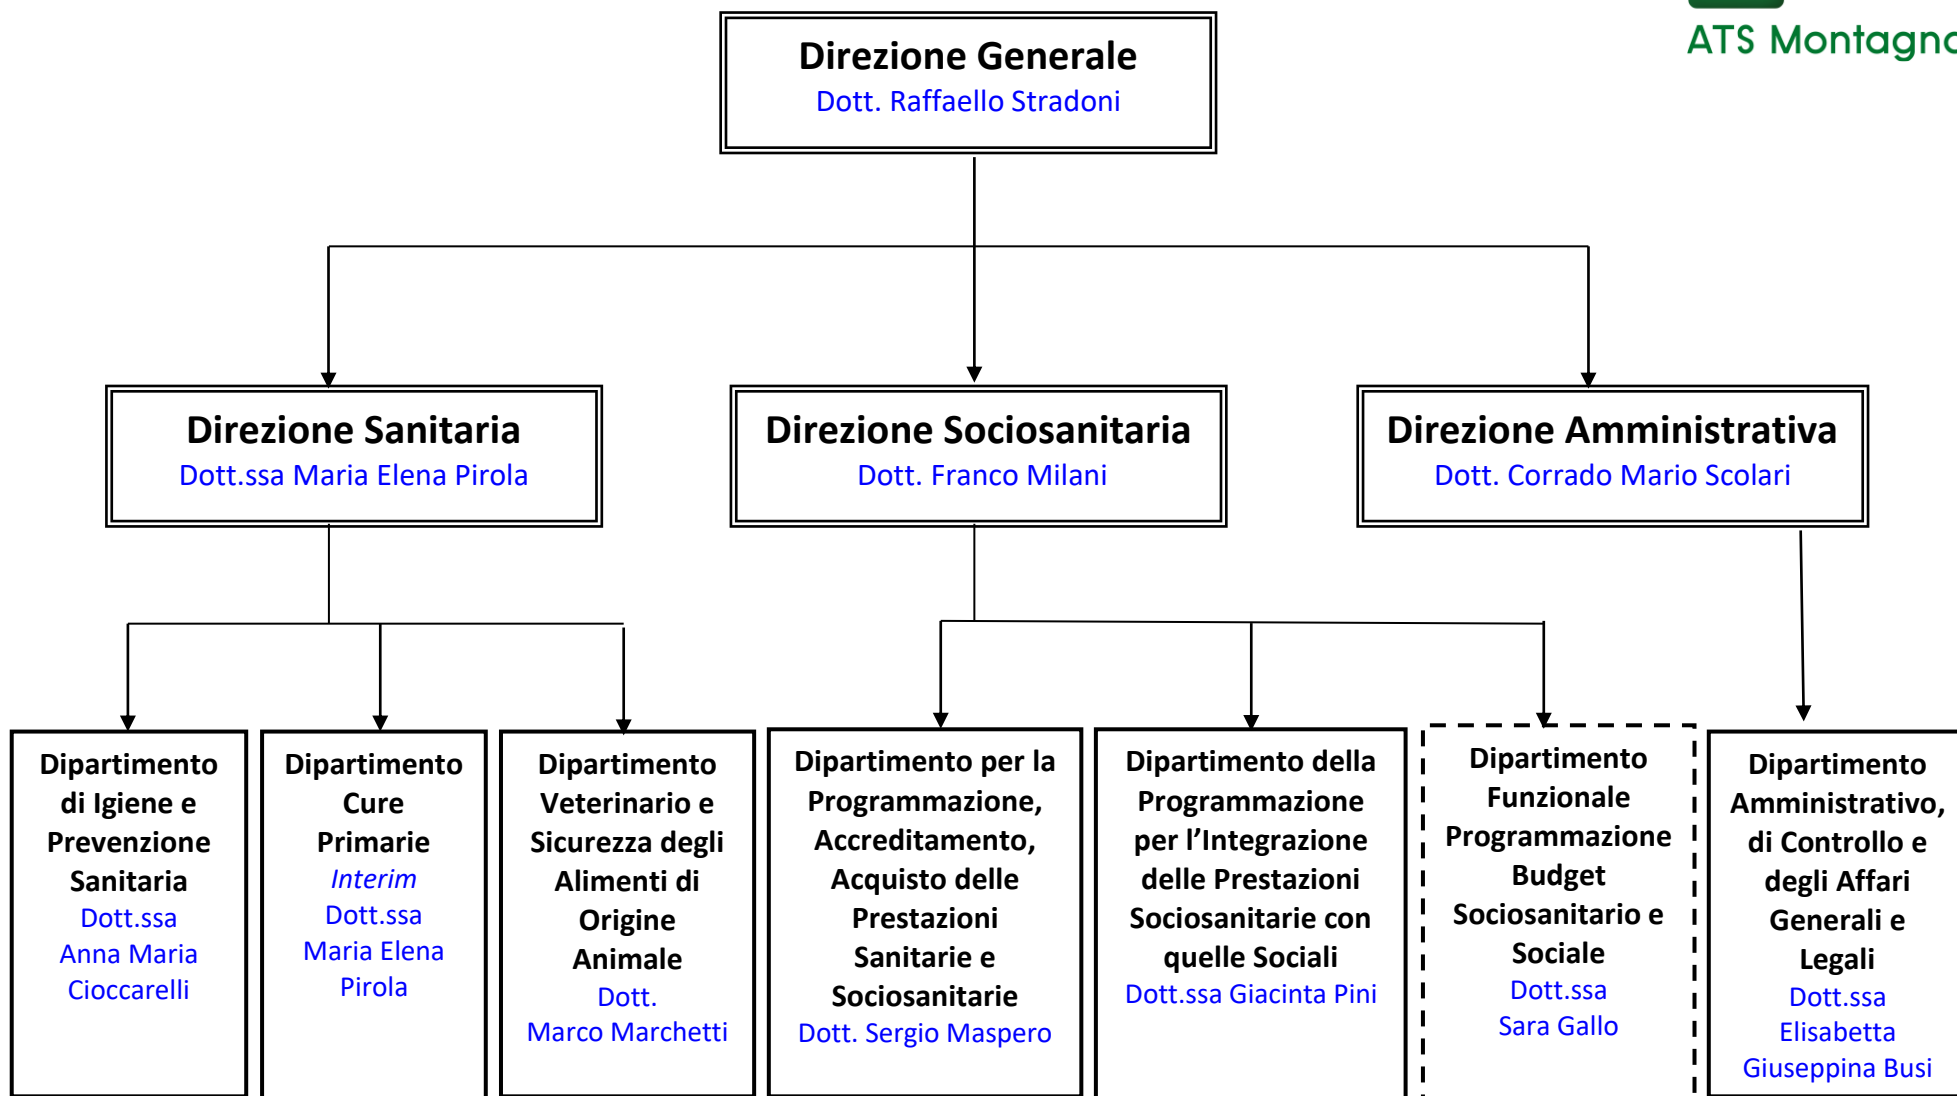 ATS Montagna
Direzione Generale
Dott. Raffaello Stradoni
Direzione Sanitaria
Dott.ssa Maria Elena Pirola
Direzione Sociosanitaria
Dott. Franco Milani
Direzione Amministrativa
Dott. Corrado Mario Scolari
Dipartimento
di Igiene e
Prevenzione
Sanitaria
Dott.ssa
Anna Maria
Cioccarelli
Dipartimento
Cure
Primarie
Interim
Dott.ssa
Maria Elena
Pirola
Dipartimento
Veterinario e
Sicurezza degli
Alimenti di
Origine
Animale
Dott.
Marco Marchetti
Dipartimento per la
Programmazione,
Accreditamento,
Acquisto delle
Prestazioni
Sanitarie e
Sociosanitarie
Dott. Sergio Maspero
Dipartimento della
Programmazione
per l’Integrazione
delle Prestazioni
Sociosanitarie con
quelle Sociali
Dott.ssa Giacinta Pini
Dipartimento
Funzionale
Programmazione
Budget
Sociosanitario e
Sociale
Dott.ssa
Sara Gallo
Dipartimento
Amministrativo,
di Controllo e
degli Affari
Generali e
Legali
Dott.ssa
Elisabetta
Giuseppina Busi